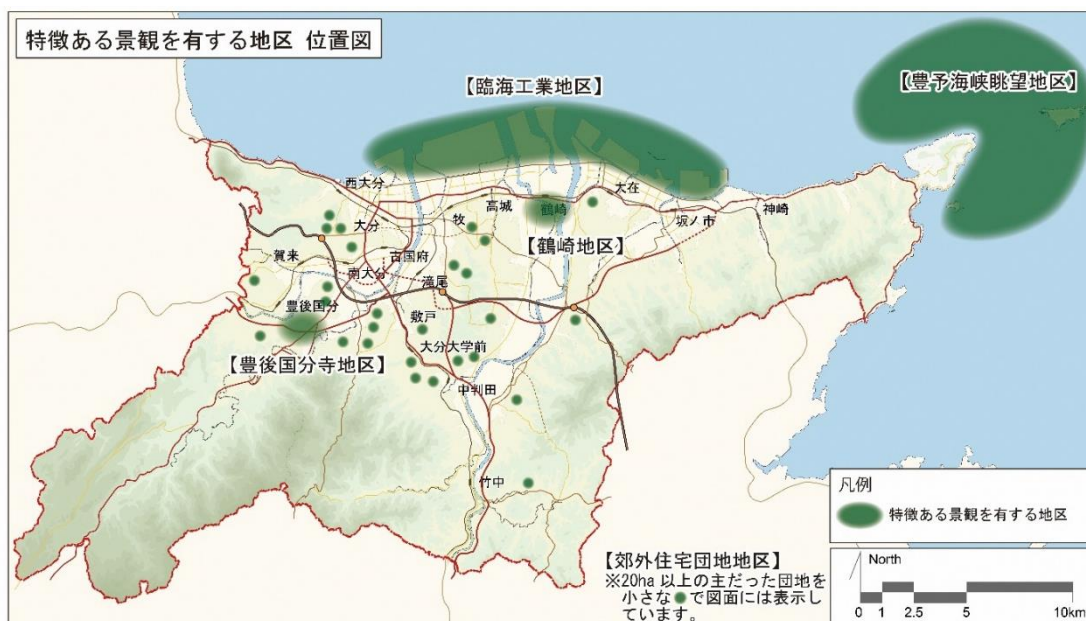 特徴ある景観を有する地区 位置図
【臨海工業地区】
【豊予海峡眺望地区】
西大分
大在
高城
鶴崎
牧
大分
坂ノ市
神崎
【鶴崎地区】
賀来
古国府
南大分
滝尾
豊後国分
敷戸
大分大学前
【豊後国分寺地区】
中判田
竹中
凡例
特徴ある景観を有する地区
【郊外住宅団地地区】
※20ha 以上の主だった団地を
小さな●で図面には表示し
ています。
North
0 1 2.5 5 10km